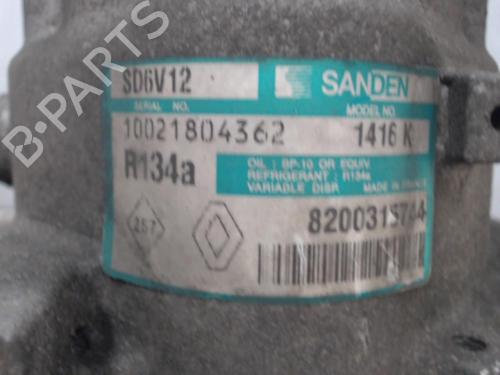 SD6V12
SANDEN
SERIAL NO.
MODEL NO.
10021804362
1416 K
R134a
OIL : SP-10 OR EQUIV.
REFRIGERANT : R134a
VARIABLE DISP. MADE IN FRANCE
257
8200315744
B-PARTS